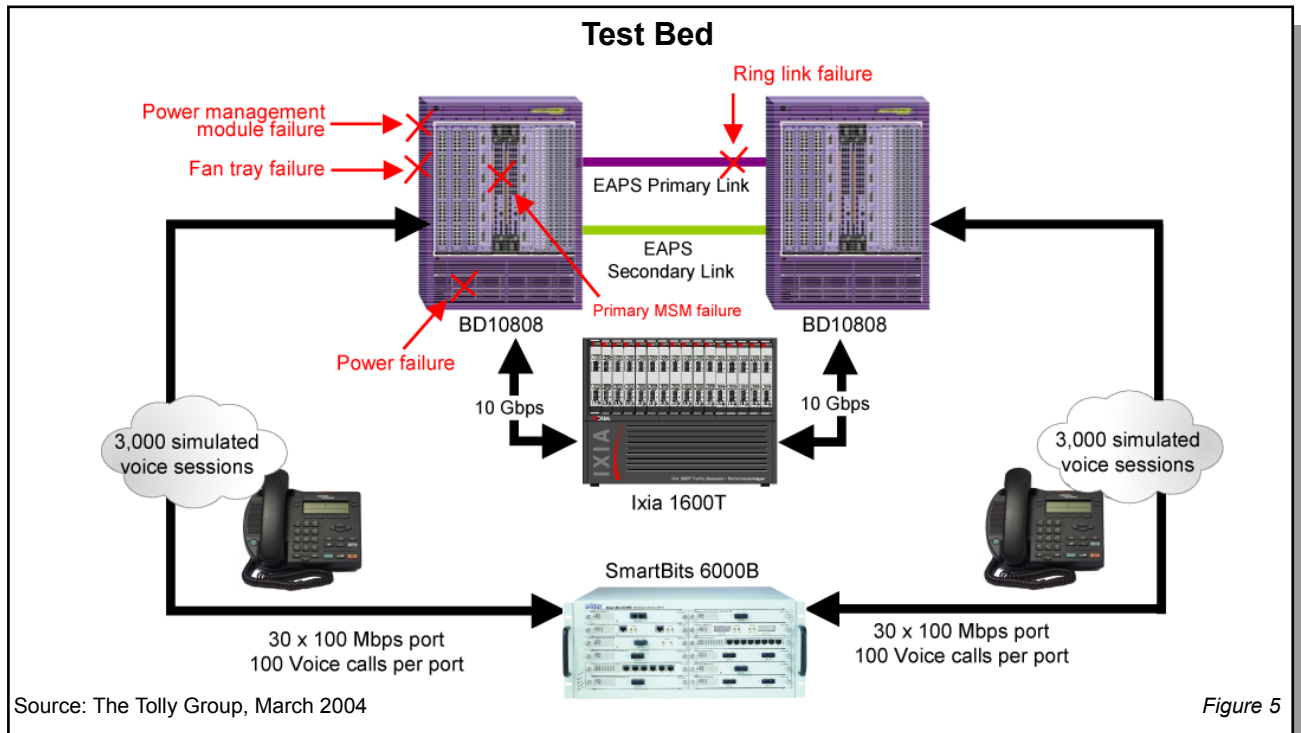 Test Bed
Ring link failure
Power management
module failure
Fan tray failure
EAPS Primary Link
EAPS
Secondary Link
Primary MSM failure
BD10808
BD10808
Power failure
10 Gbps
10 Gbps
3,000 simulated
voice sessions
3,000 simulated
voice sessions
IXIA
IXIA
Ixia 1600T
SmartBits 6000B
30 x 100 Mbps port
100 Voice calls per port
30 x 100 Mbps port
100 Voice calls per port
Source: The Tolly Group, March 2004
Figure 5